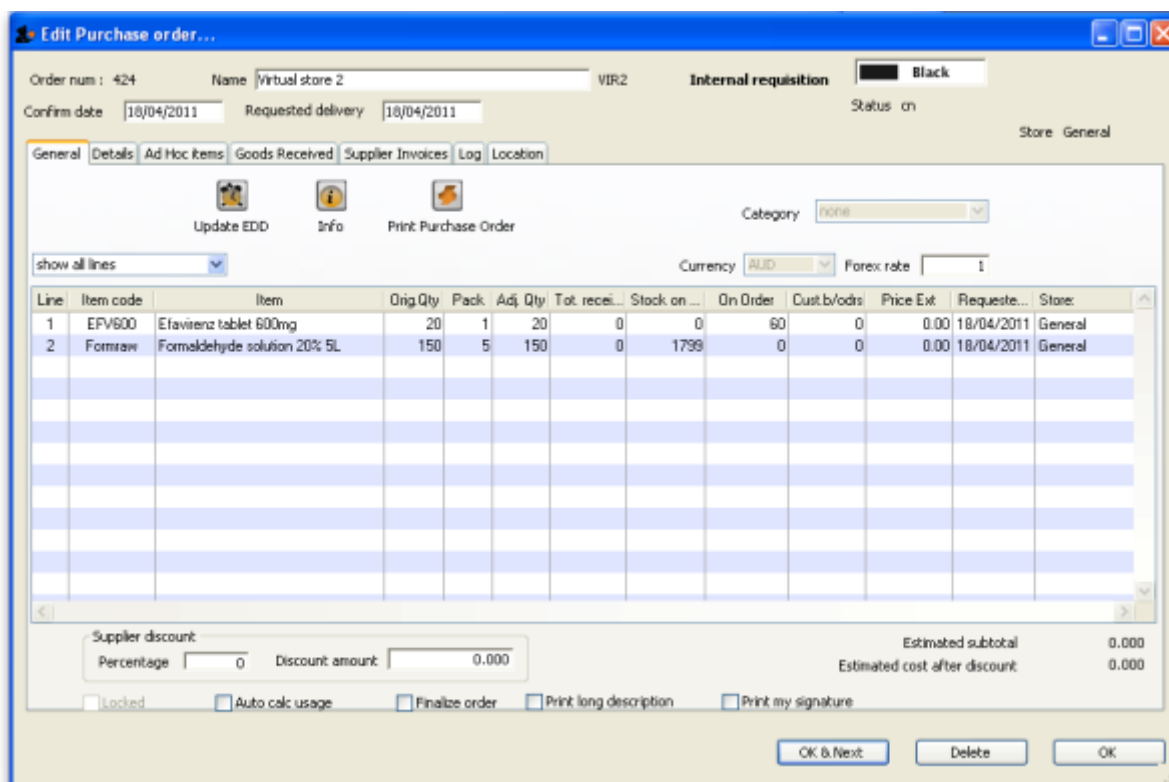 Edit Purchase order...
Order num : 424 Name Virtual store 2 VIR2 Internal requisition Black
Confirm date 18/04/2011 Requested delivery 18/04/2011 Status cn
Store General
General Details Ad Hoc items Goods Received Supplier Invoices Log Location
Update EDD Info Print Purchase Order Category none
show all lines Currency AUD Forex rate 1
Line Item code Item Orig.Qty Pack Adj. Qty Tot. recei... Stock on ... On Order Cust.b/odrs Price Ext Requeste... Store:
1 EFV600 Efavirenz tablet 600mg 20 1 20 0 0 60 0 0.00 18/04/2011 General
2 Formraw Formaldehyde solution 20% 5L 150 5 150 0 1799 0 0 0.00 18/04/2011 General
Supplier discount Estimated subtotal 0.000
Percentage 0 Discount amount 0.000 Estimated cost after discount 0.000
Locked Auto calc usage Finalize order Print long description Print my signature
OK & Next Delete OK